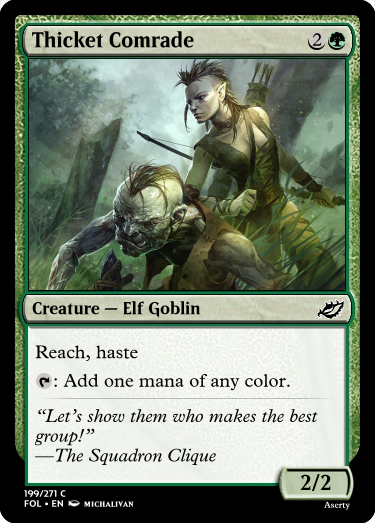 Thicket Comrade 2
Creature — Elf Goblin
Reach, haste
: Add one mana of any color.
“Let’s show them who makes the best
group!”
—The Squadron Clique
2/2
199/271 C
FOL • EN MICHALIVAN
Aserty